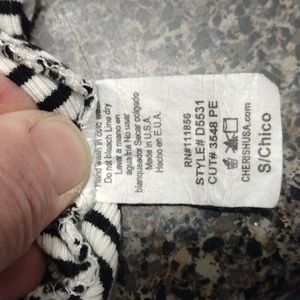 Hand wash in cold water
Do not bleach Line dry
Lavar a mano en
agua fria No usar
blanqueador Secar colgado
Made in U.S.A.
Hecho en E.U.A.
RN#111856
STYLE# D5531
CUT# 3548 PE
CHERISHUSA.COM
S/Chico